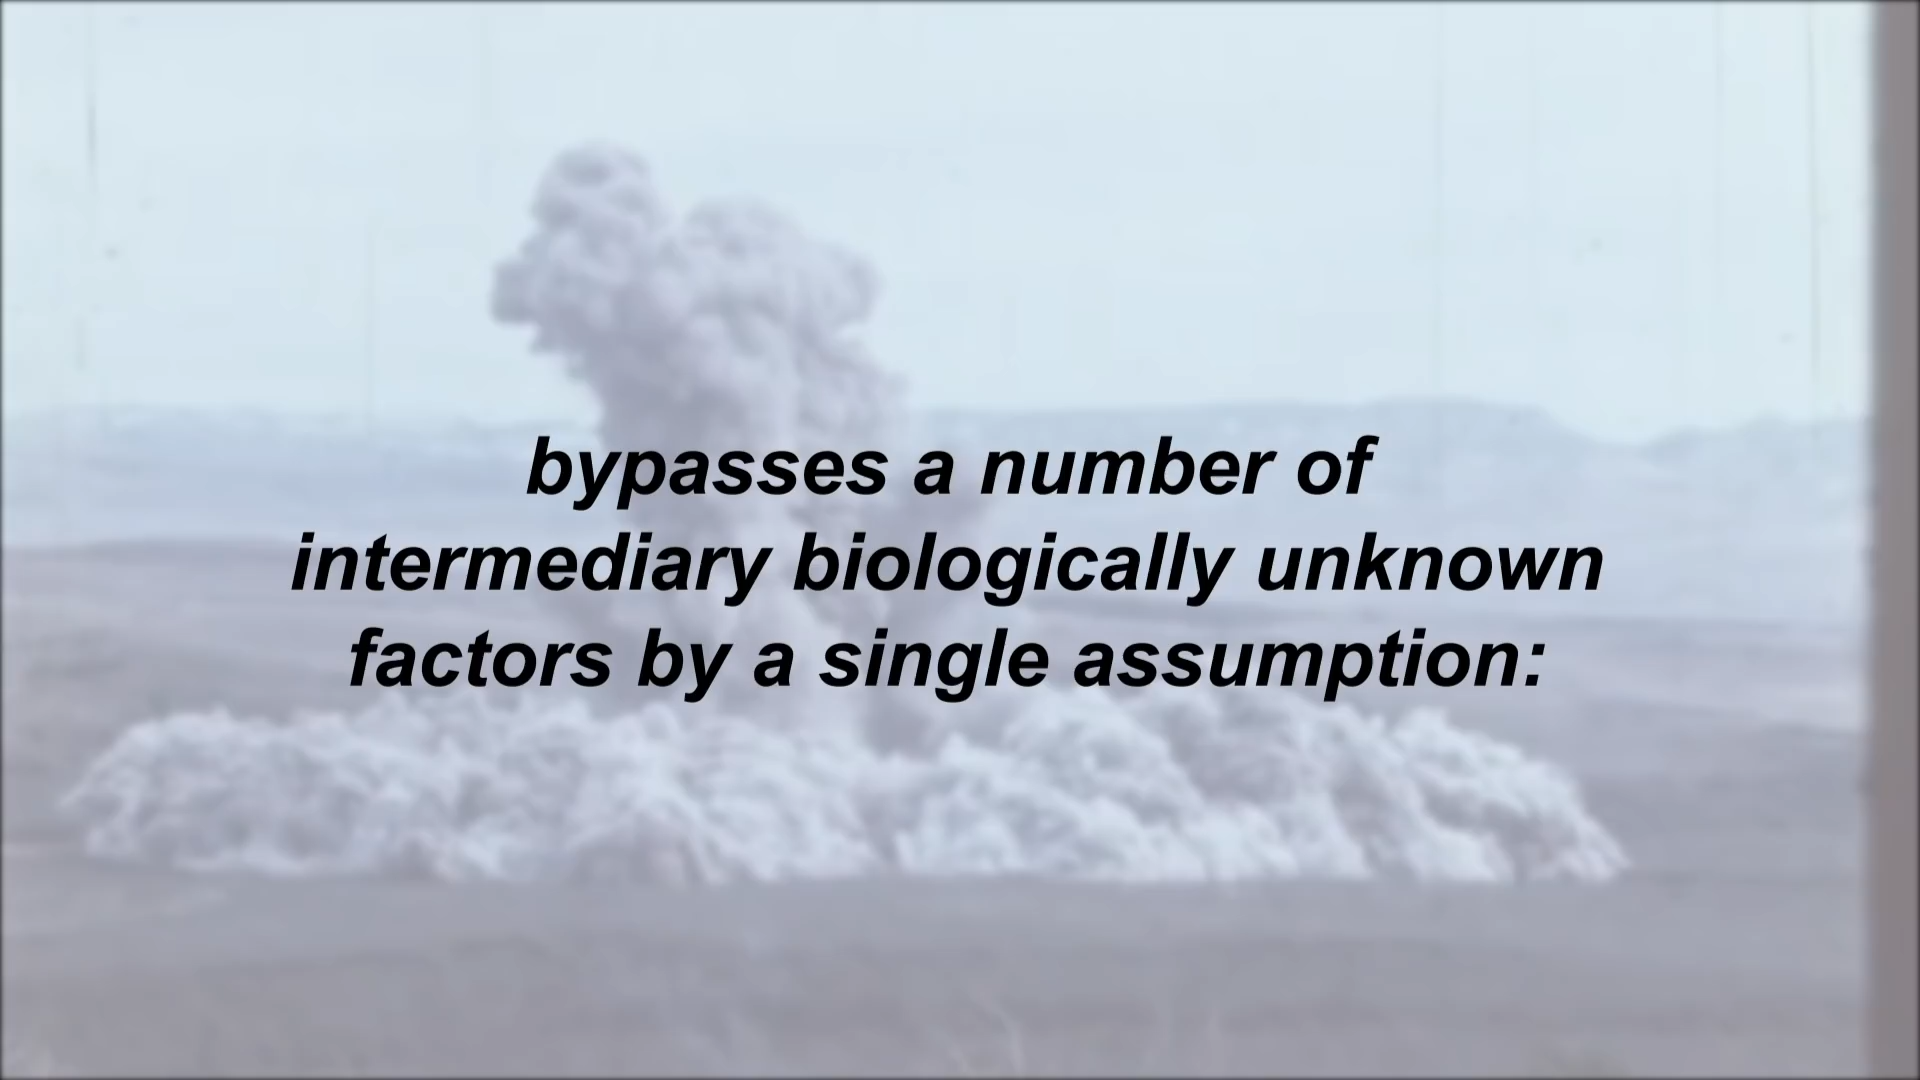 bypasses a number of
intermediary biologically unknown
factors by a single assumption: